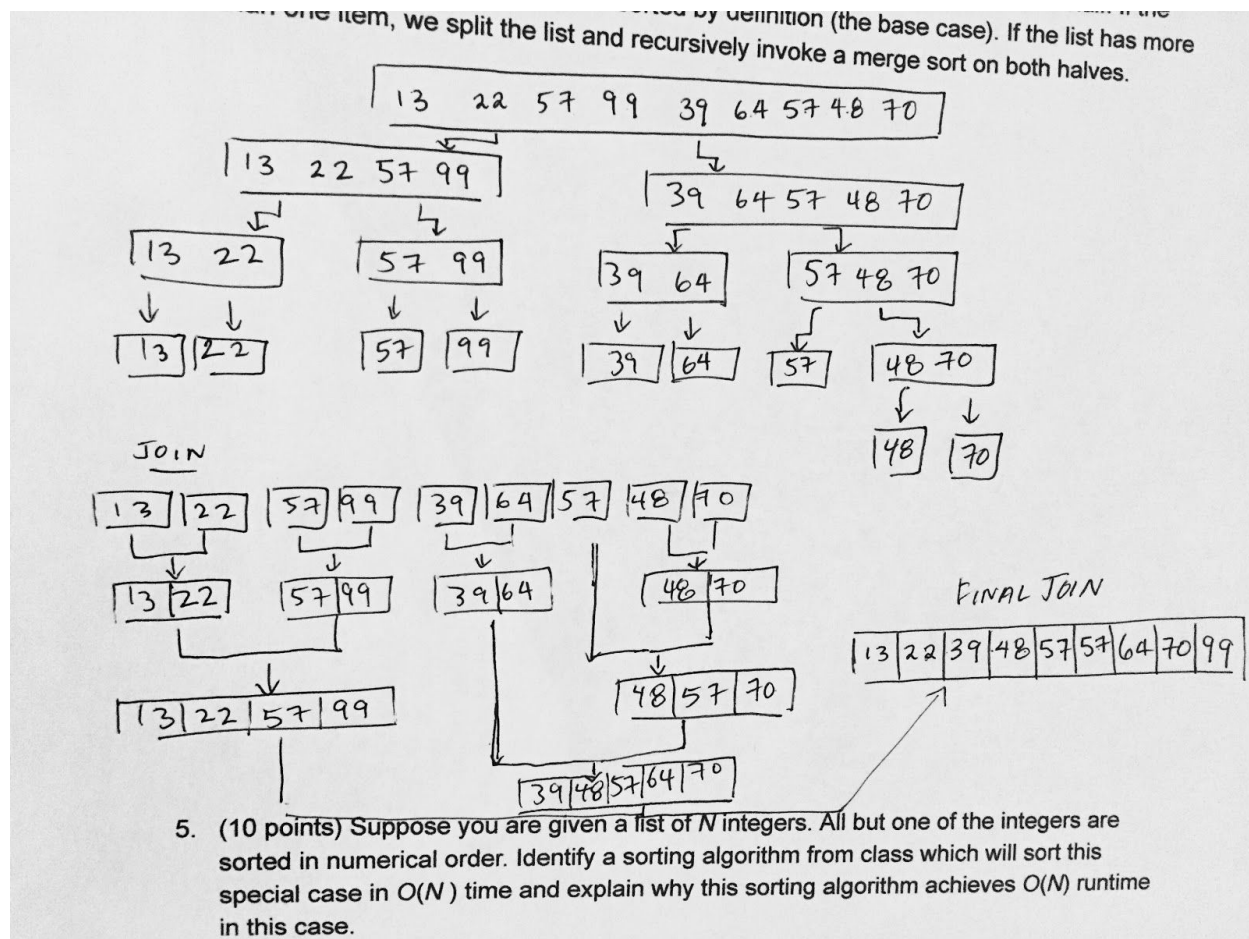 one item, we split the list and recursively invoke a merge sort on both halves.
by definition (the base case). If the list has more
13 22 57 99 39 64 57 48 70
13 22 57 99
39 64 57 48 70
13 22
57 99
39 64
57 48 70
13 22
57 99
39 64
57
48 70
48 70
JOIN
13 22 57 99 39 64 57 48 70
13 22
57 99
39 64
48 70
FINAL JOIN
13 22 39 48 57 57 64 70 99
48 57 70
13 22 57 99
39 48 57 64 70
5. (10 points) Suppose you are given a list of N integers. All but one of the integers are
sorted in numerical order. Identify a sorting algorithm from class which will sort this
special case in O(N) time and explain why this sorting algorithm achieves O(N) runtime
in this case.